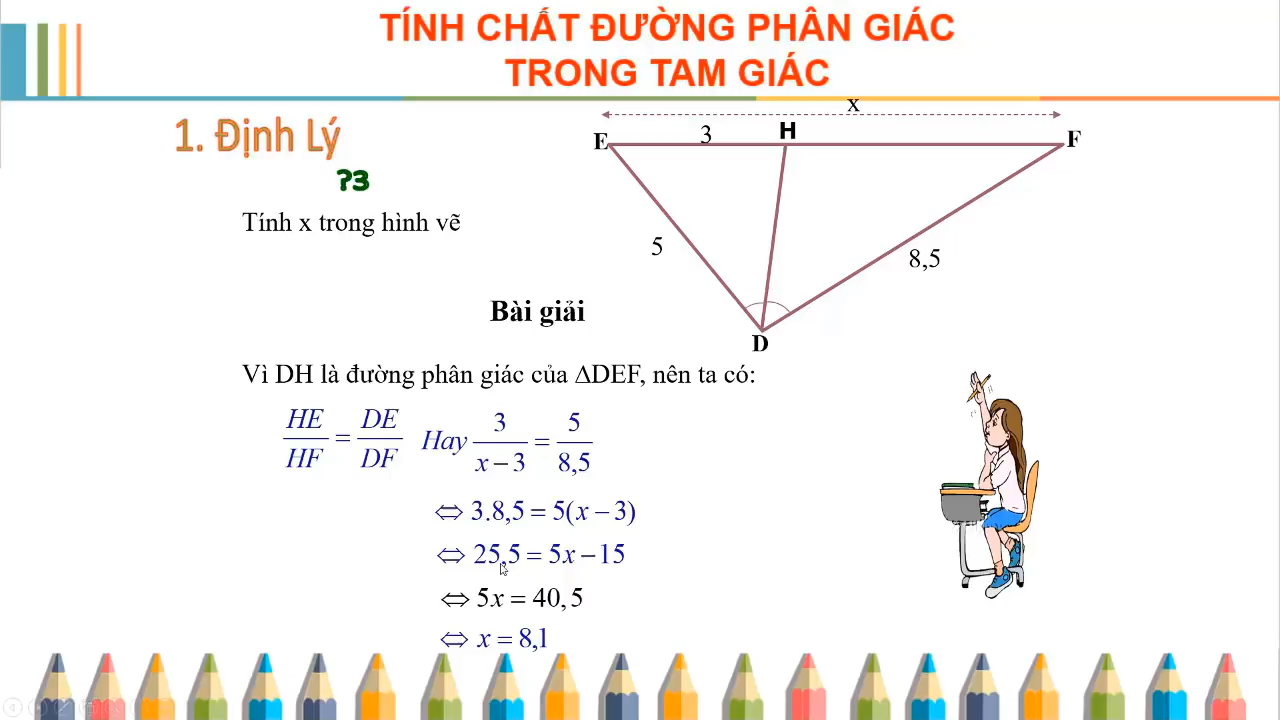 TÍNH CHẤT ĐƯỜNG PHÂN GIÁC
TRONG TAM GIÁC
1. Định Lý
?3
Tính x trong hình vẽ
x
E
3
H
F
5
8,5
D
Bài giải
Vì DH là đường phân giác của ΔDEF, nên ta có:
HE/HF = DE/DF Hay 3/(x – 3) = 5/8,5
⇔ 3.8,5 = 5(x – 3)
⇔ 25,5 = 5x – 15
⇔ 5x = 40,5
⇔ x = 8,1